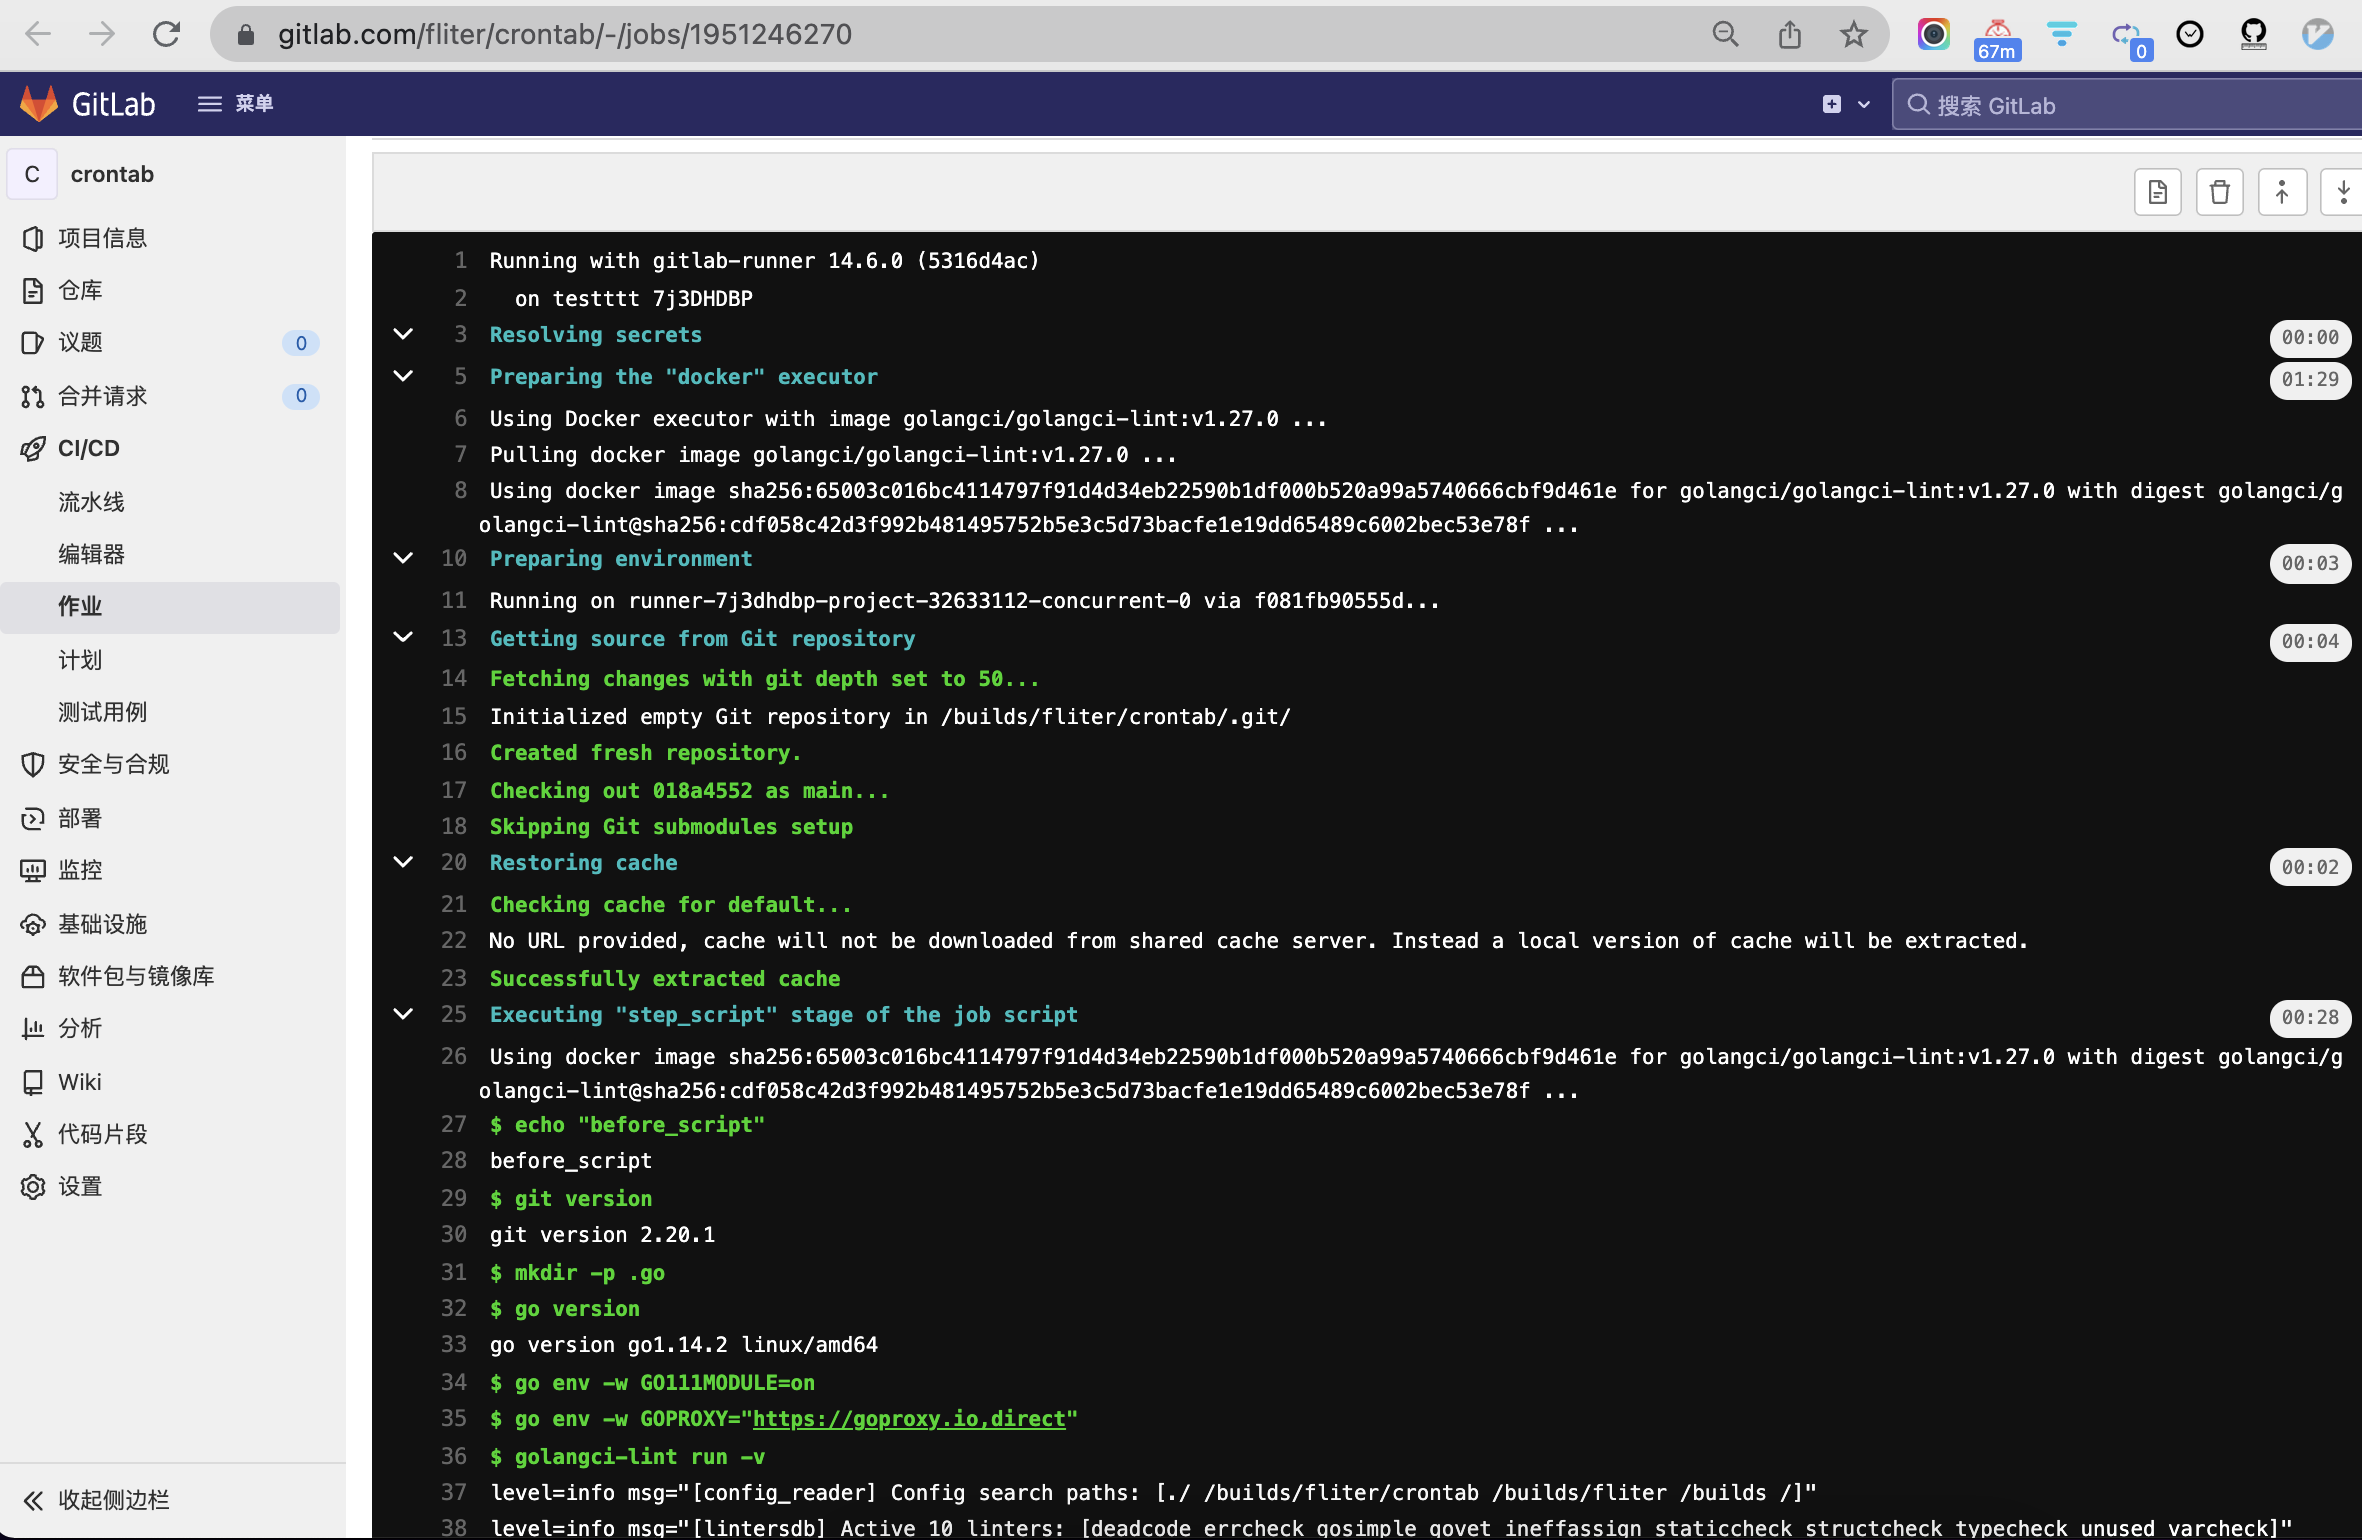 gitlab.com/fliter/crontab/-/jobs/1951246270
67m
0
GitLab
菜单
搜索 GitLab
C
crontab
项目信息
仓库
议题
0
合并请求
0
CI/CD
流水线
编辑器
作业
计划
测试用例
安全与合规
部署
监控
基础设施
软件包与镜像库
分析
Wiki
代码片段
设置
收起侧边栏
1 Running with gitlab-runner 14.6.0 (5316d4ac)
2 on testttt 7j3DHDBP
3 Resolving secrets 00:00
5 Preparing the "docker" executor 01:29
6 Using Docker executor with image golangci/golangci-lint:v1.27.0 ...
7 Pulling docker image golangci/golangci-lint:v1.27.0 ...
8 Using docker image sha256:65003c016bc4114797f91d4d34eb22590b1df000b520a99a5740666cbf9d461e for golangci/golangci-lint:v1.27.0 with digest golangci/g
olangci-lint@sha256:cdf058c42d3f992b481495752b5e3c5d73bacfe1e19dd65489c6002bec53e78f ...
10 Preparing environment 00:03
11 Running on runner-7j3dhdbp-project-32633112-concurrent-0 via f081fb90555d...
13 Getting source from Git repository 00:04
14 Fetching changes with git depth set to 50...
15 Initialized empty Git repository in /builds/fliter/crontab/.git/
16 Created fresh repository.
17 Checking out 018a4552 as main...
18 Skipping Git submodules setup
20 Restoring cache 00:02
21 Checking cache for default...
22 No URL provided, cache will not be downloaded from shared cache server. Instead a local version of cache will be extracted.
23 Successfully extracted cache
25 Executing "step_script" stage of the job script 00:28
26 Using docker image sha256:65003c016bc4114797f91d4d34eb22590b1df000b520a99a5740666cbf9d461e for golangci/golangci-lint:v1.27.0 with digest golangci/g
olangci-lint@sha256:cdf058c42d3f992b481495752b5e3c5d73bacfe1e19dd65489c6002bec53e78f ...
27 $ echo "before_script"
28 before_script
29 $ git version
30 git version 2.20.1
31 $ mkdir -p .go
32 $ go version
33 go version go1.14.2 linux/amd64
34 $ go env -w GO111MODULE=on
35 $ go env -w GOPROXY="https://goproxy.io,direct"
36 $ golangci-lint run -v
37 level=info msg="[config_reader] Config search paths: [./ /builds/fliter/crontab /builds/fliter /builds /]"
38 level=info msg="[lintersdb] Active 10 linters: [deadcode errcheck gosimple govet ineffassign staticcheck structcheck typecheck unused varcheck]"